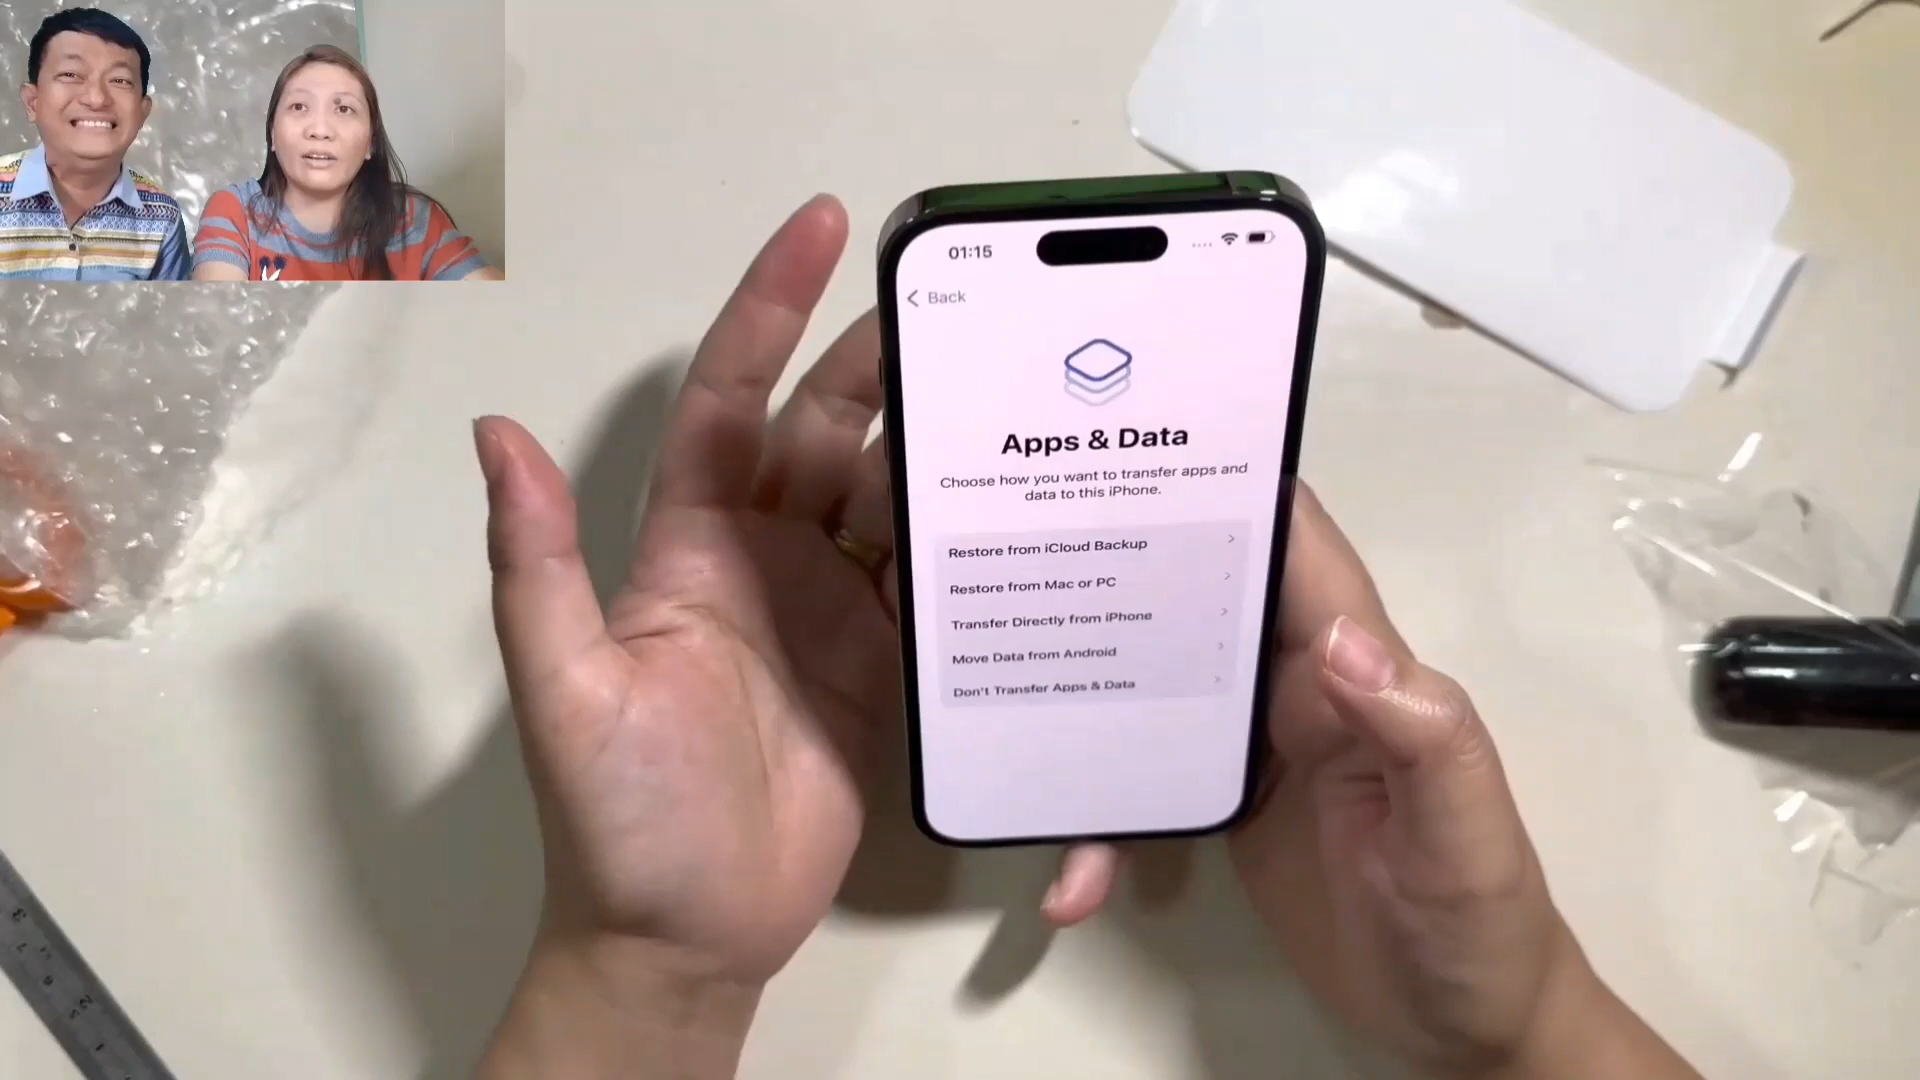 01:15
Back
Apps & Data
Choose how you want to transfer apps and
data to this iPhone.
Restore from iCloud Backup
Restore from Mac or PC
Transfer Directly from iPhone
Move Data from Android
Don't Transfer Apps & Data